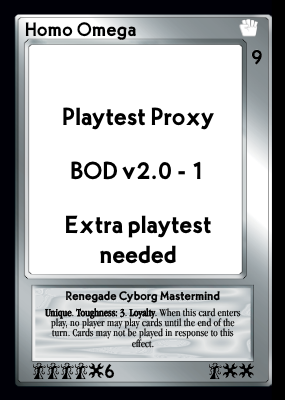 Homo Omega
9
Playtest Proxy
BOD v2.0 - 1
Extra playtest
needed
Renegade Cyborg Mastermind
Unique. Toughness: 3. Loyalty. When this card enters
play, no player may play cards until the end of the
turn. Cards may not be played in response to this
effect.
6